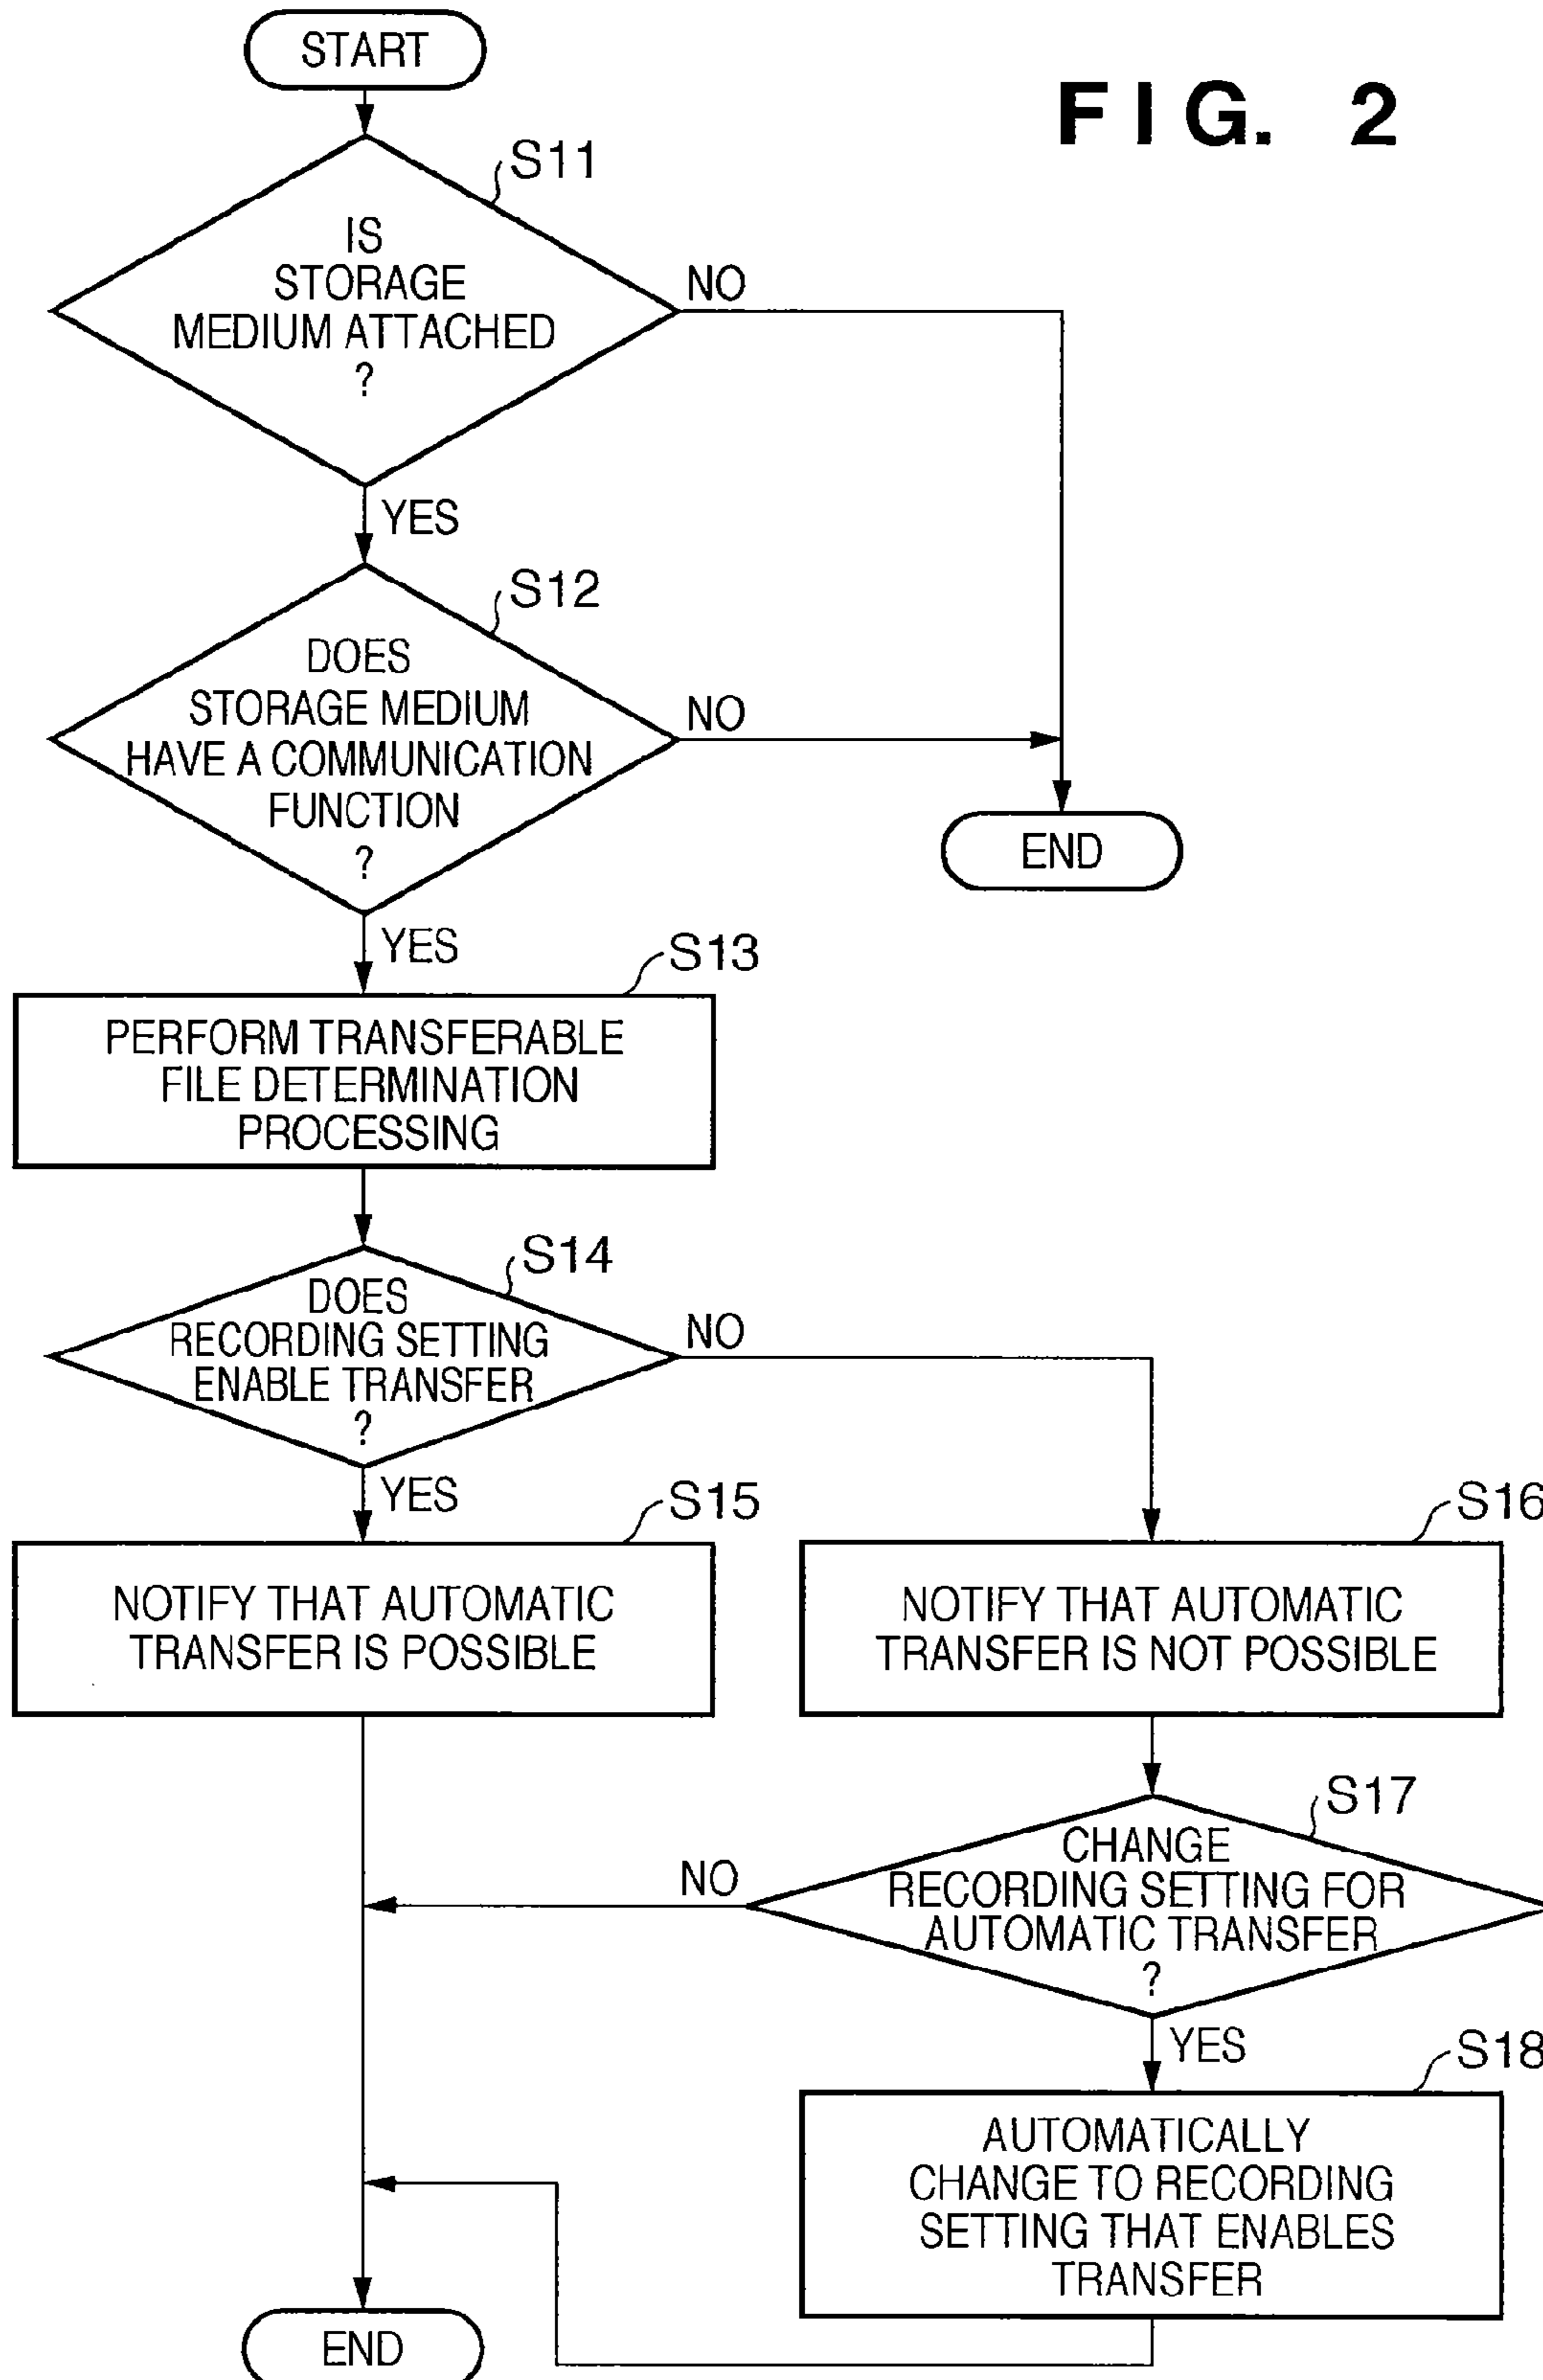 START
FIG. 2
S11
IS
STORAGE
MEDIUM ATTACHED
?
NO
YES
S12
DOES
STORAGE MEDIUM
HAVE A COMMUNICATION
FUNCTION
?
NO
END
YES
S13
PERFORM TRANSFERABLE
FILE DETERMINATION
PROCESSING
S14
DOES
RECORDING SETTING
ENABLE TRANSFER
?
NO
YES
S15
NOTIFY THAT AUTOMATIC
TRANSFER IS POSSIBLE
S16
NOTIFY THAT AUTOMATIC
TRANSFER IS NOT POSSIBLE
S17
CHANGE
RECORDING SETTING FOR
AUTOMATIC TRANSFER
?
NO
YES
S18
AUTOMATICALLY
CHANGE TO RECORDING
SETTING THAT ENABLES
TRANSFER
END